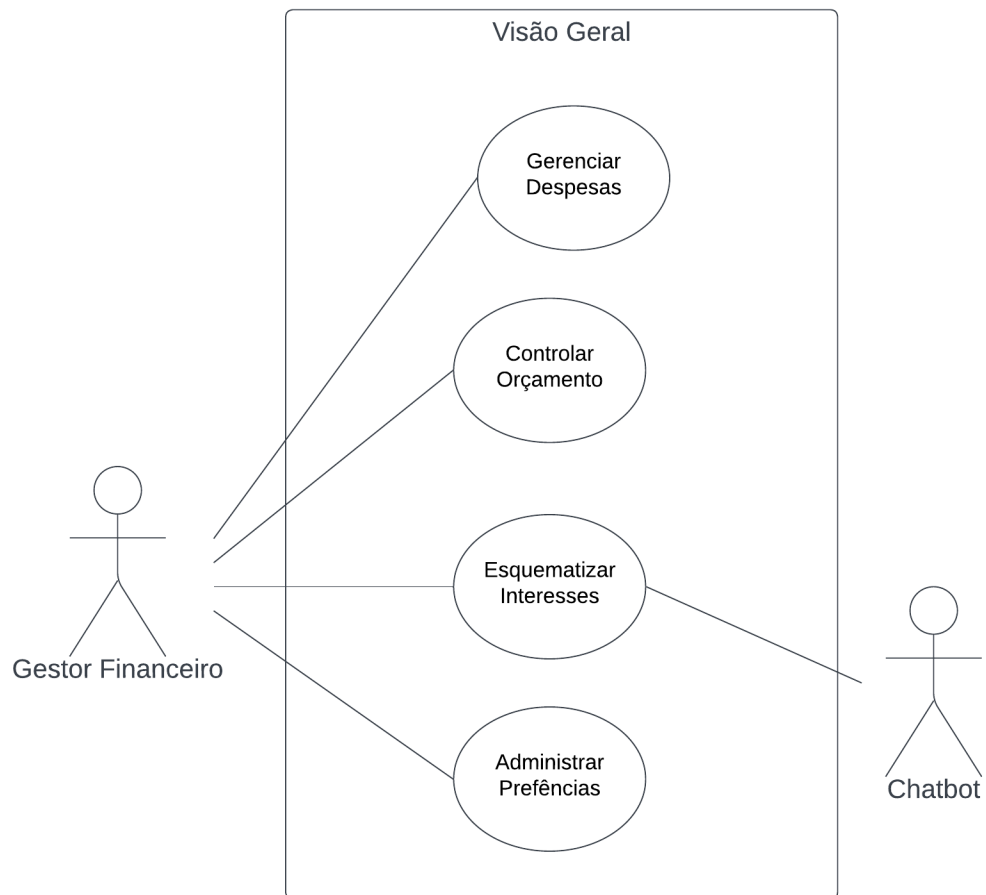 Visão Geral
Gerenciar
Despesas
Controlar
Orçamento
Esquematizar
Interesses
Gestor Financeiro
Administrar
Prefências
Chatbot